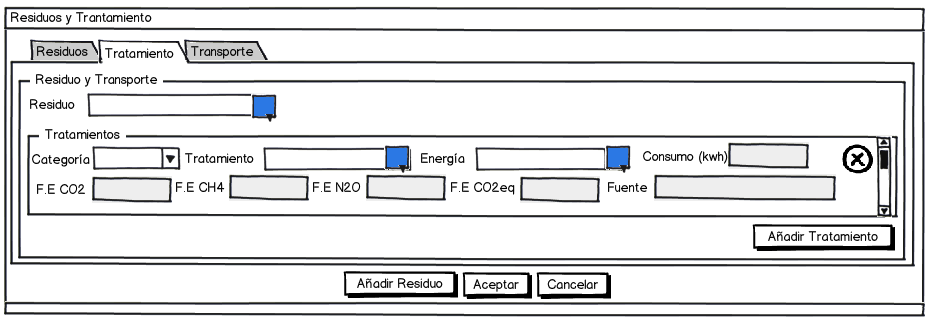 Residuos y Trantamiento
Residuos Tratamiento Transporte
Residuo y Transporte
Residuo
Tratamientos
Categoría Tratamiento Energía Consumo (kwh)
F.E CO2 F.E CH4 F.E N2O F.E CO2eq Fuente
Añadir Tratamiento
Añadir Residuo Aceptar Cancelar